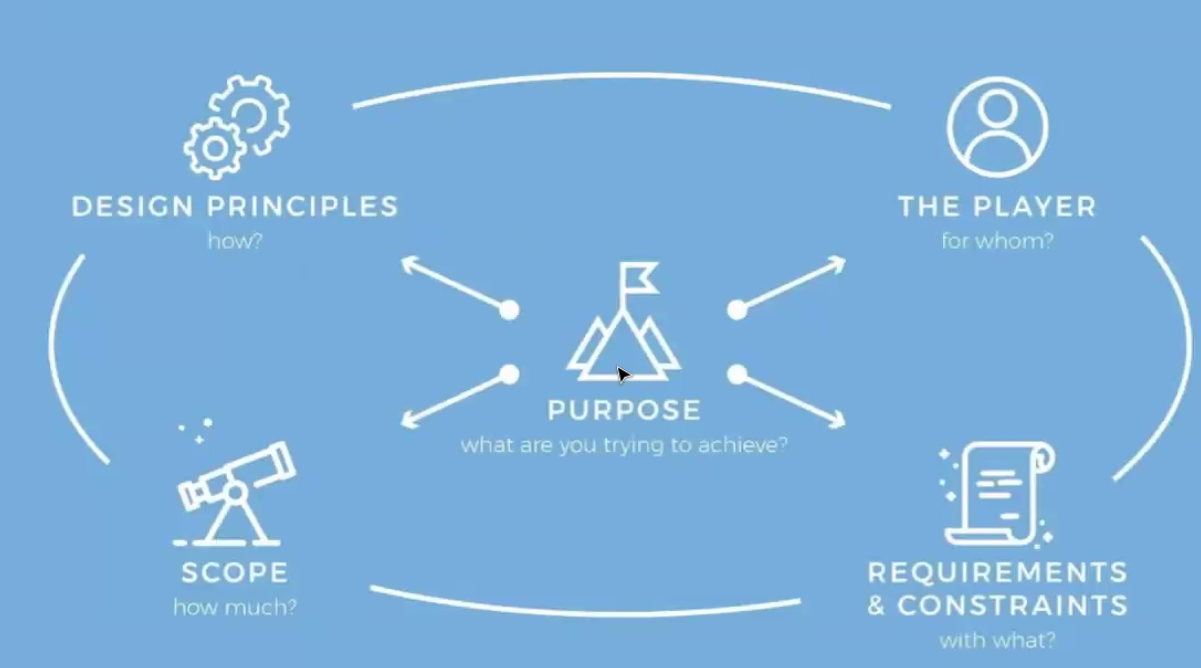 DESIGN PRINCIPLES
how?
THE PLAYER
for whom?
PURPOSE
what are you trying to achieve?
SCOPE
how much?
REQUIREMENTS
& CONSTRAINTS
with what?